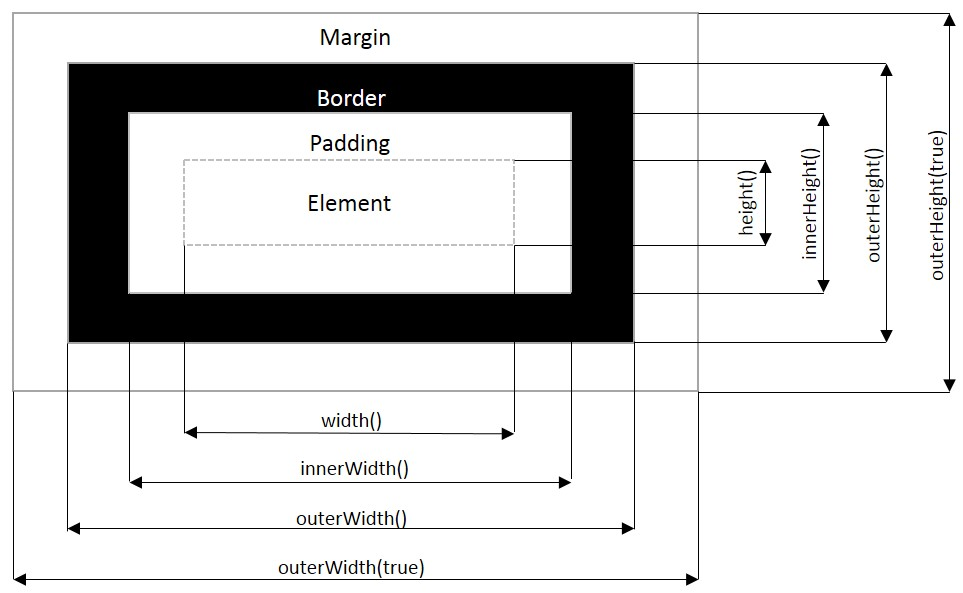 Margin
Border
Padding
Element
height()
innerHeight()
outerHeight()
outerHeight(true)
width()
innerWidth()
outerWidth()
outerWidth(true)